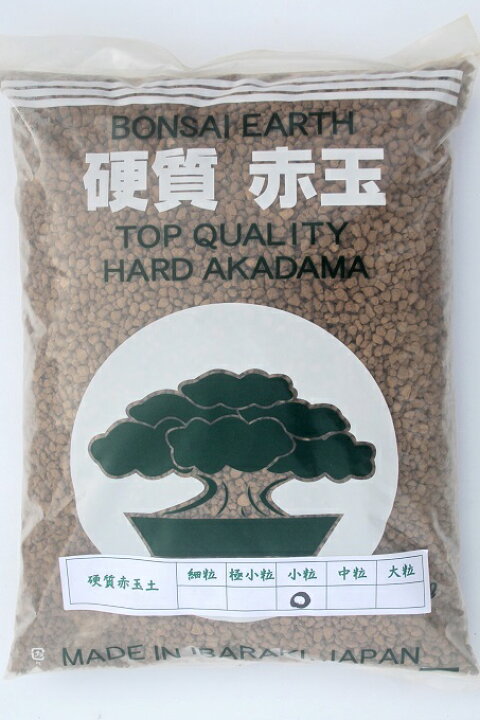 BONSAI EARTH
硬質 赤玉
TOP QUALITY
HARD AKADAMA
硬質赤玉土 細粒 極小粒 小粒 中粒 大粒
MADE IN IBARAKI, JAPAN